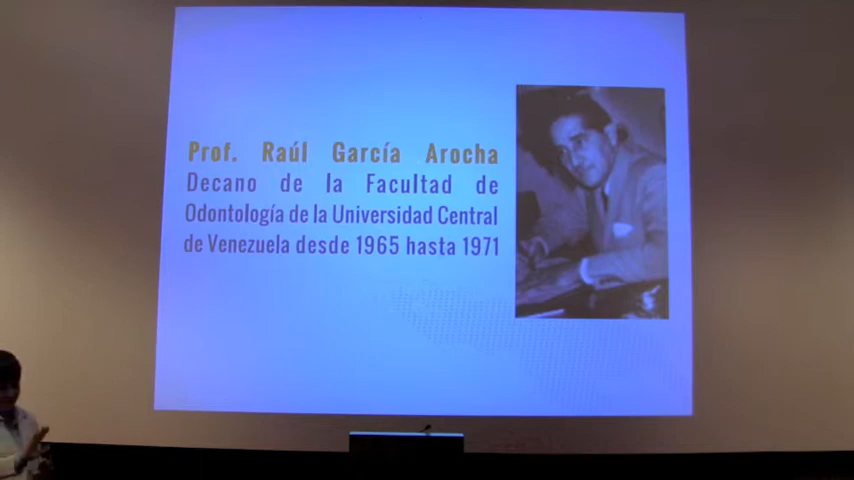 Prof. Raúl García Arocha
Decano de la Facultad de
Odontología de la Universidad Central
de Venezuela desde 1965 hasta 1971